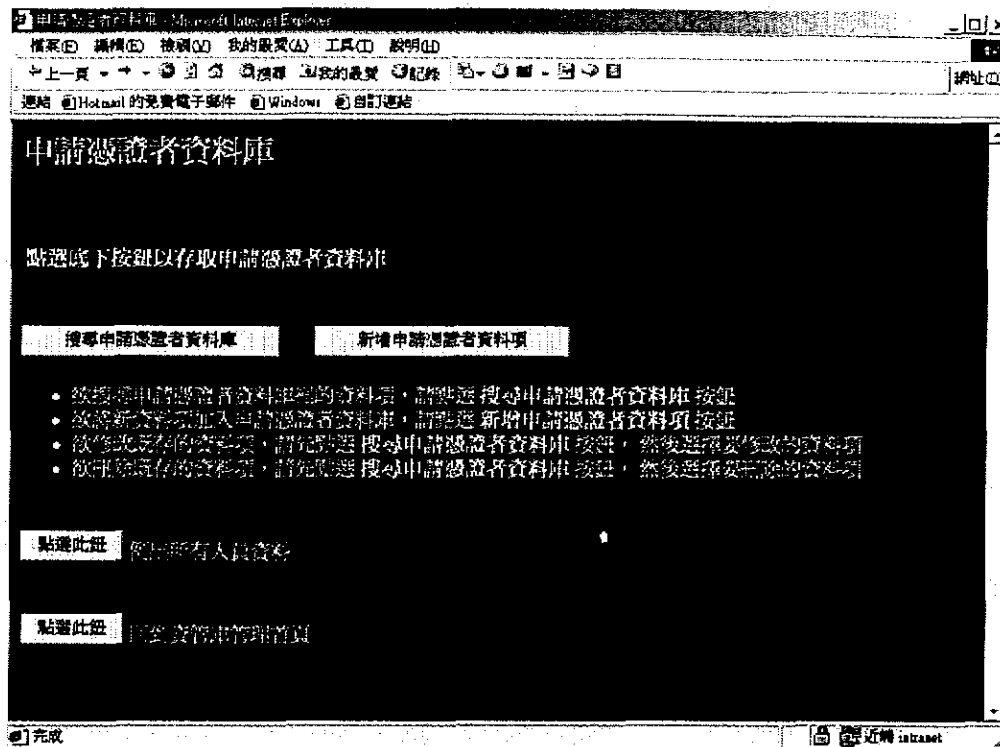 申請憑證者資料庫 - Microsoft Internet Explorer
檔案(F) 編輯(E) 檢視(V) 我的最愛(A) 工具(T) 說明(H)
上一頁 搜尋 我的最愛 記錄
網址(D)
連結 Hotmail 的免費電子郵件 Windows 自訂連結
申請憑證者資料庫
點選底下按鈕以存取申請憑證者資料庫
搜尋申請憑證者資料庫 新增申請憑證者資料項
• 欲搜尋申請憑證者資料庫裡的資料項,請點選 搜尋申請憑證者資料庫 按鈕
• 欲將新資料項加入申請憑證者資料庫,請點選 新增申請憑證者資料項 按鈕
• 欲修改既存的資料項,請先點選 搜尋申請憑證者資料庫 按鈕, 然後選擇要修改的資料項
• 欲刪除既存的資料項,請先點選 搜尋申請憑證者資料庫 按鈕, 然後選擇要刪除的資料項
點選此鈕 列出所有人員資料
點選此鈕 回到資料庫管理首頁
完成 近端 intranet